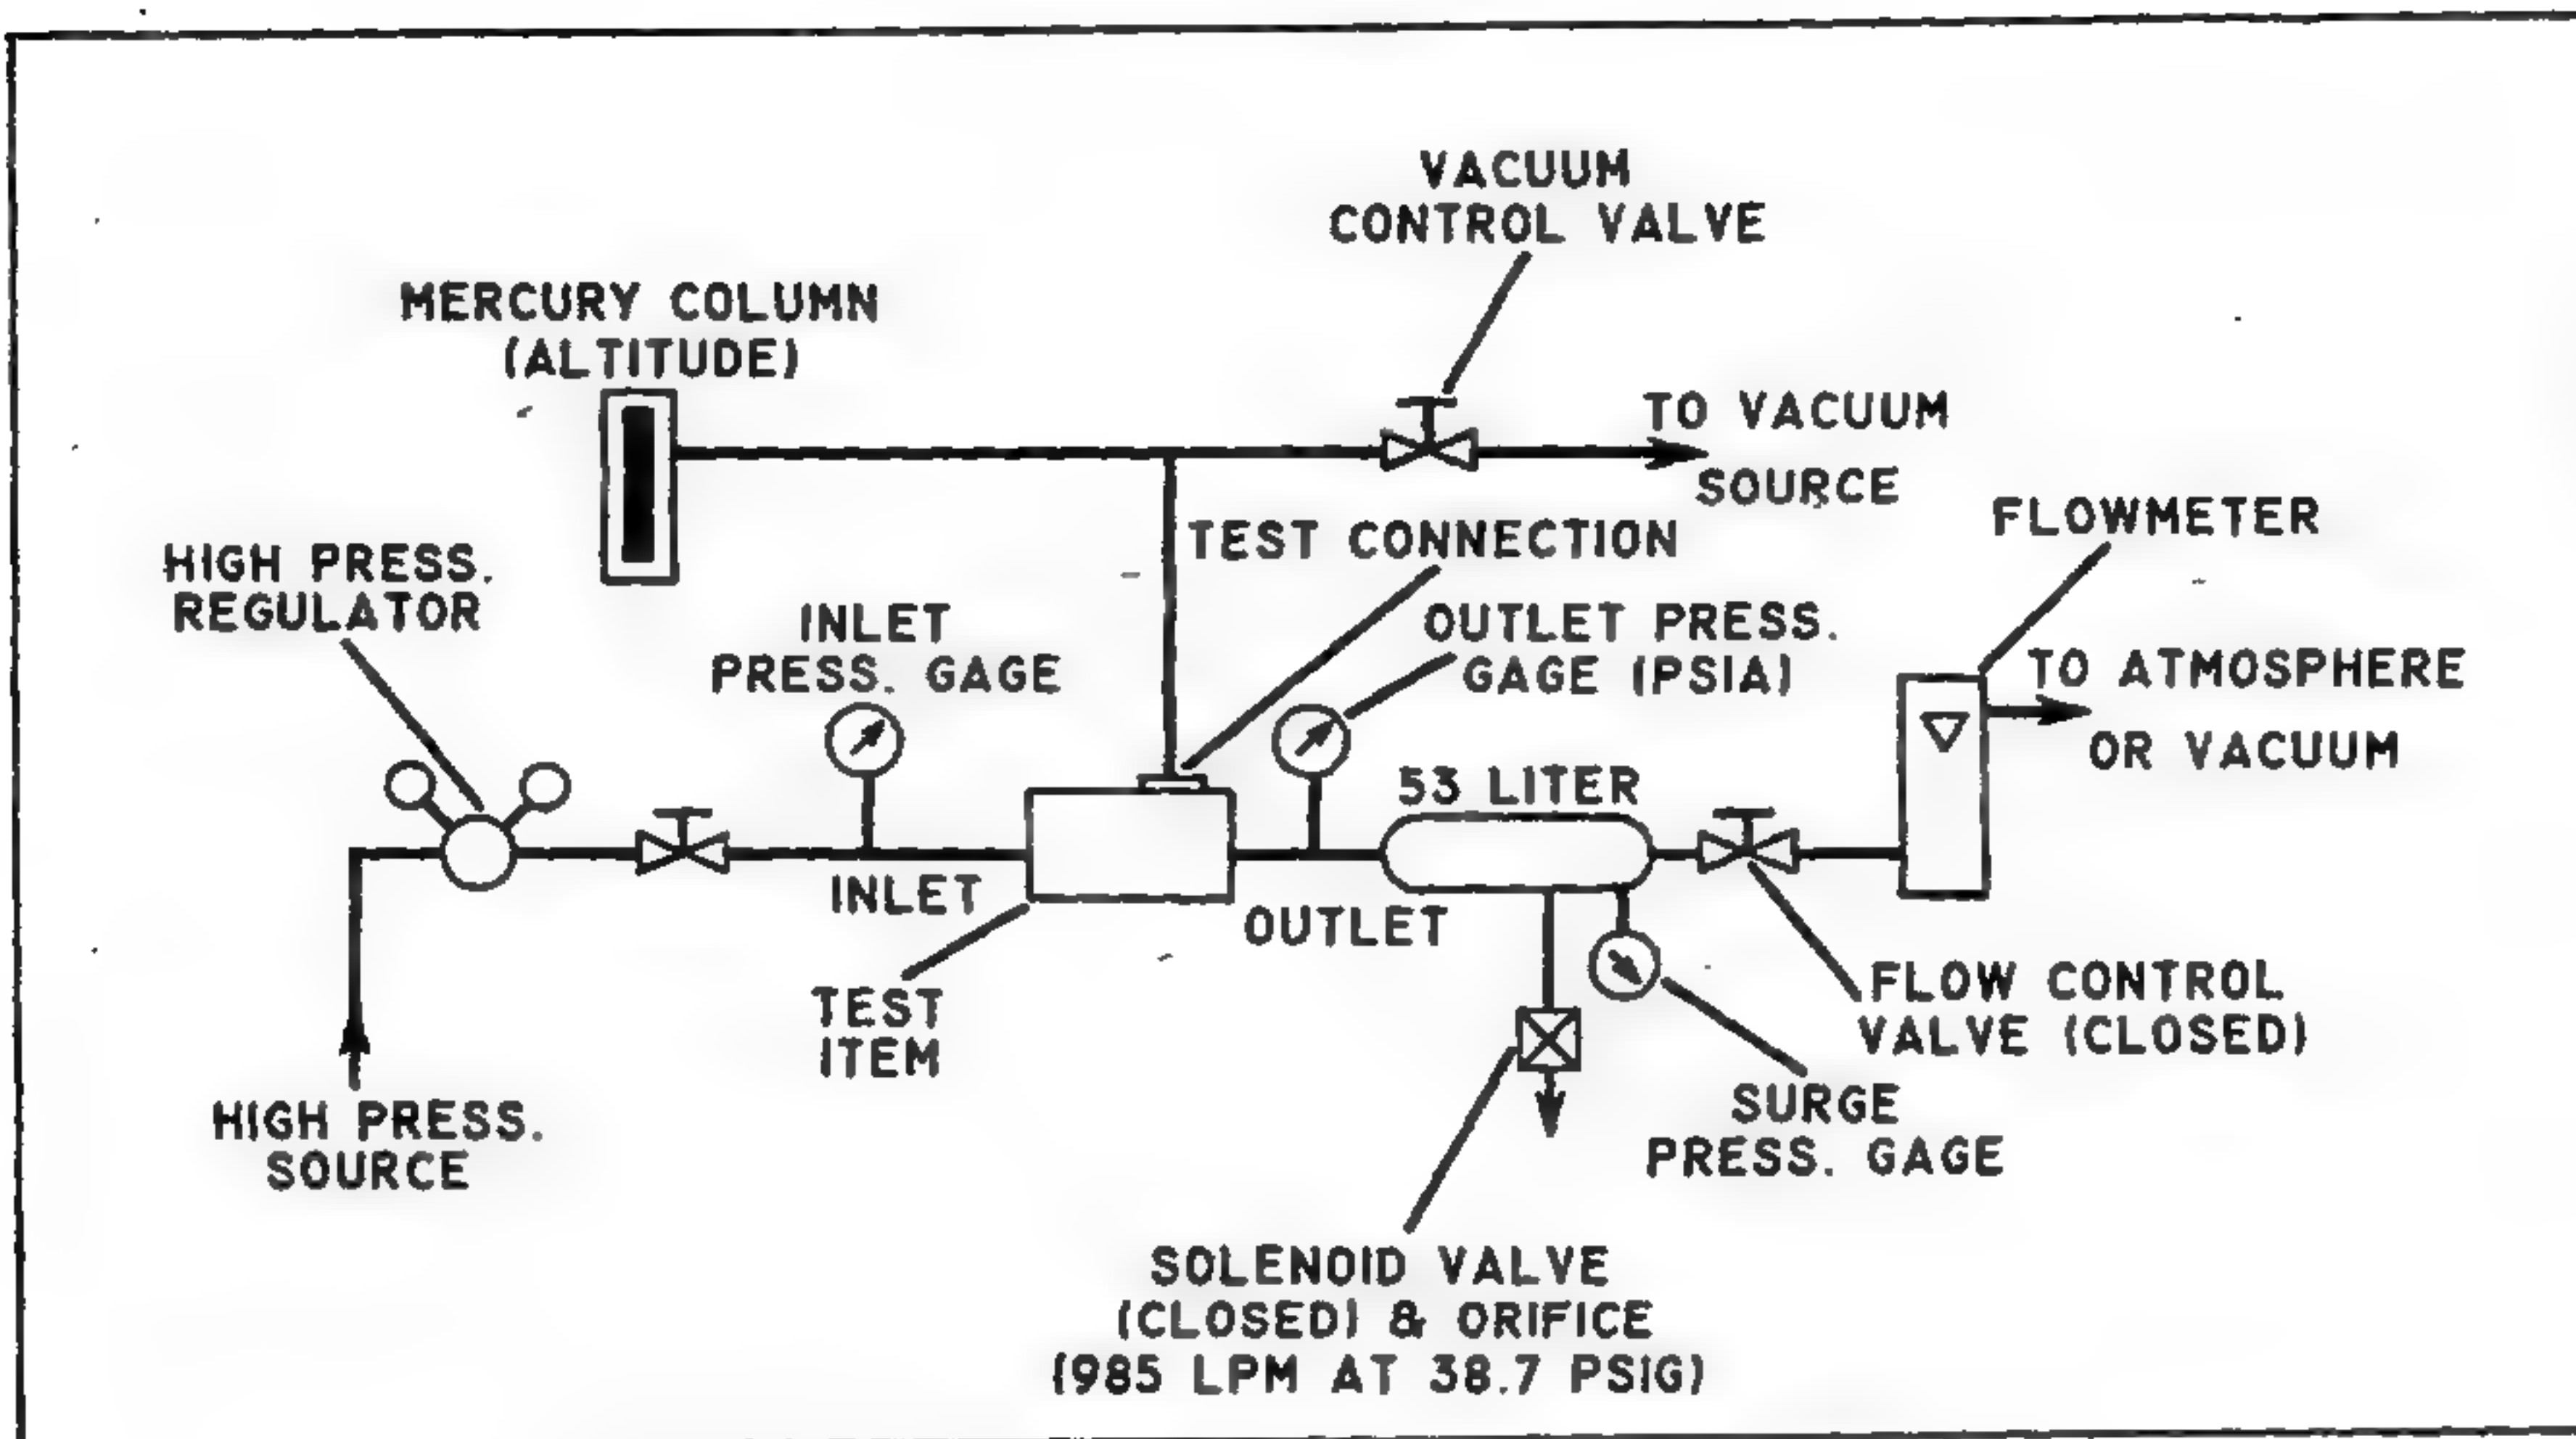 VACUUM
CONTROL VALVE
MERCURY COLUMN
(ALTITUDE)
TO VACUUM
SOURCE
FLOWMETER
TEST CONNECTION
HIGH PRESS.
REGULATOR
INLET
PRESS. GAGE
OUTLET PRESS.
GAGE (PSIA)
TO ATMOSPHERE
OR VACUUM
53 LITER
INLET
OUTLET
TEST
ITEM
FLOW CONTROL
VALVE (CLOSED)
HIGH PRESS.
SOURCE
SURGE
PRESS. GAGE
SOLENOID VALVE
(CLOSED) & ORIFICE
(985 LPM AT 38.7 PSIG)